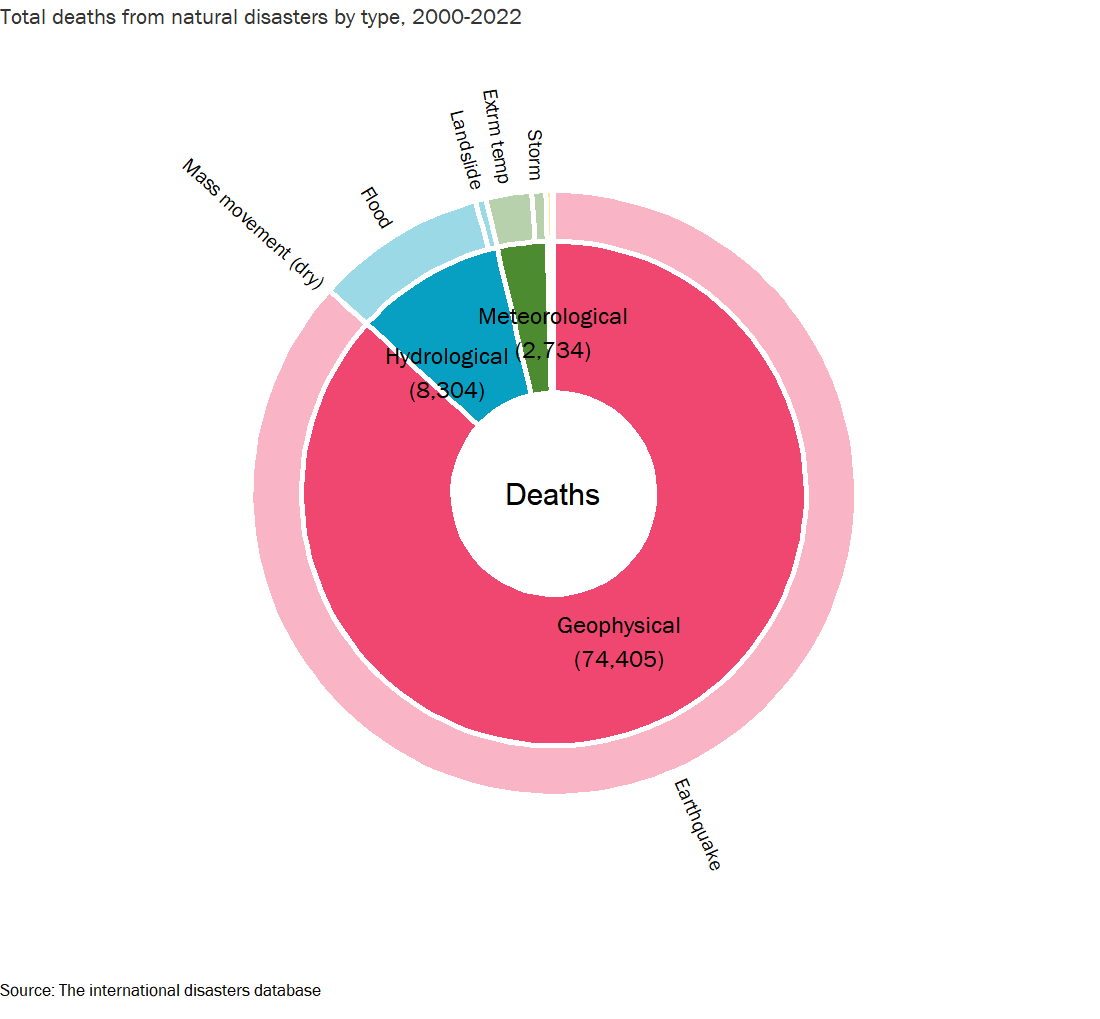 Total deaths from natural disasters by type, 2000-2022
Mass movement (dry)
Flood
Landslide
Extrm temp
Storm
Meteorological
(2,734)
Hydrological
(8,304)
Deaths
Geophysical
(74,405)
Earthquake
Source: The international disasters database